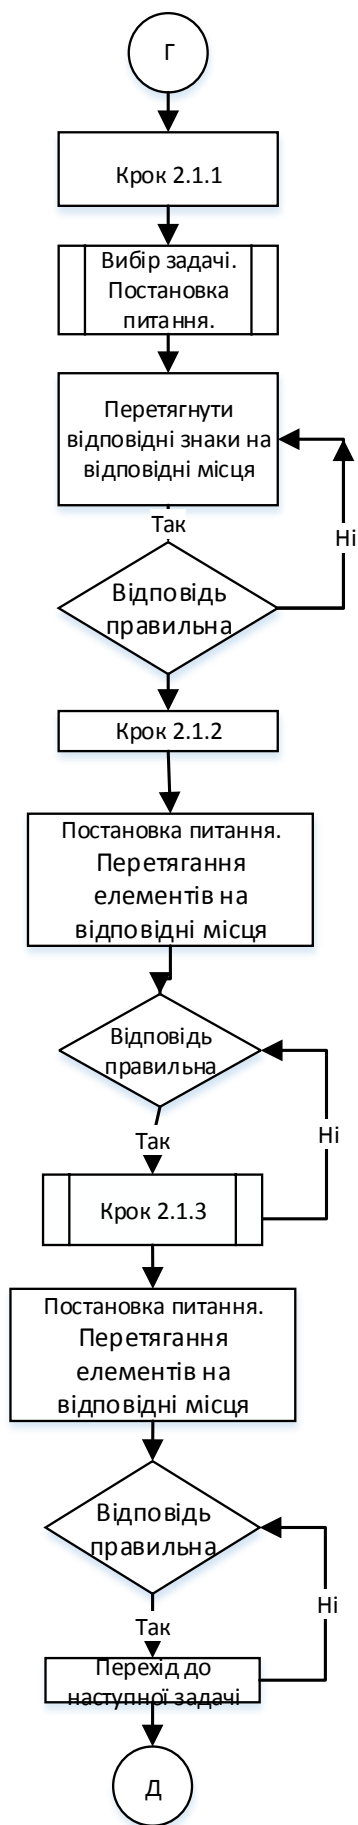 Г
Крок 2.1.1
Вибір задачі.
Постановка
питання.
Перетягнути
відповідні знаки на
відповідні місця
Так
Ні
Відповідь
правильна
Крок 2.1.2
Постановка питання.
Перетягання
елементів на
відповідні місця
Відповідь
правильна
Ні
Так
Крок 2.1.3
Постановка питання.
Перетягання
елементів на
відповідні місця
Відповідь
правильна
Ні
Так
Перехід до
наступної задачі
Д